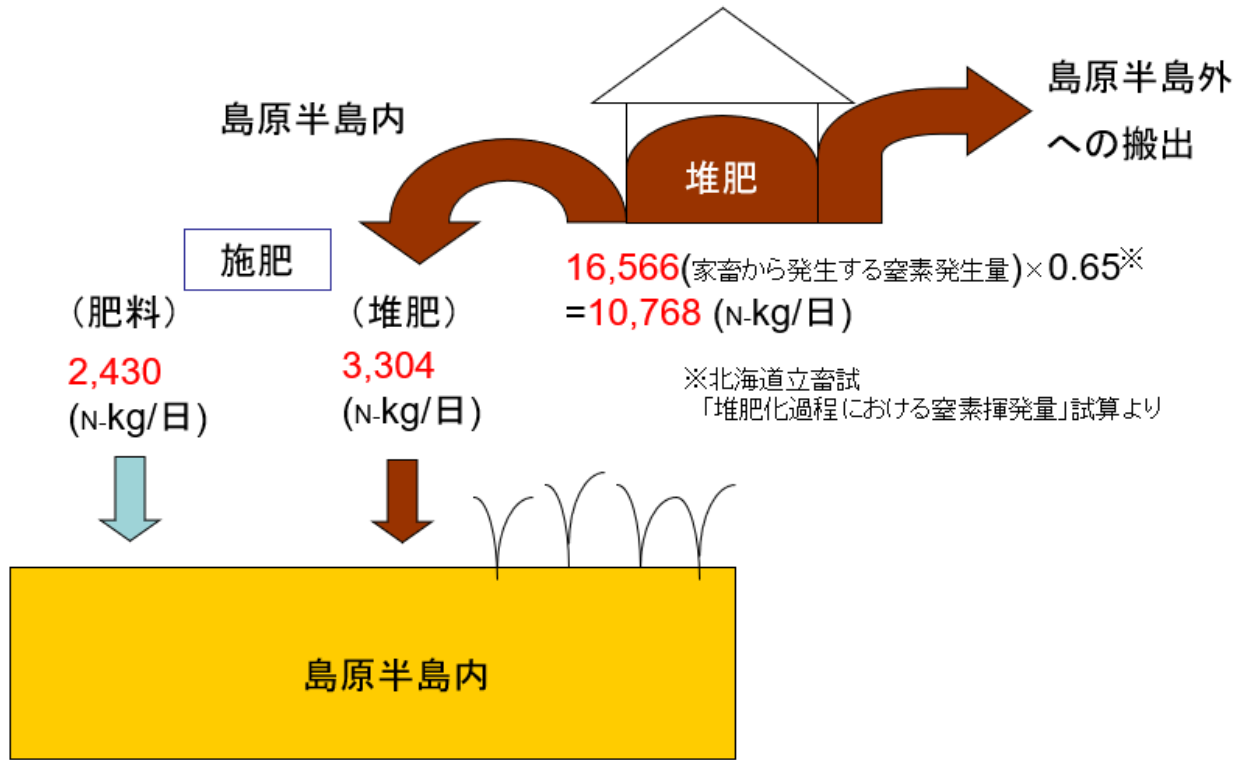 島原半島内
島原半島外
への搬出
堆肥
施肥
16,566(家畜から発生する窒素発生量)×0.65※
=10,768 (N-kg/日)
(肥料)
2,430
(N-kg/日)
(堆肥)
3,304
(N-kg/日)
※北海道立畜試
「堆肥化過程における窒素揮発量」試算より
島原半島内